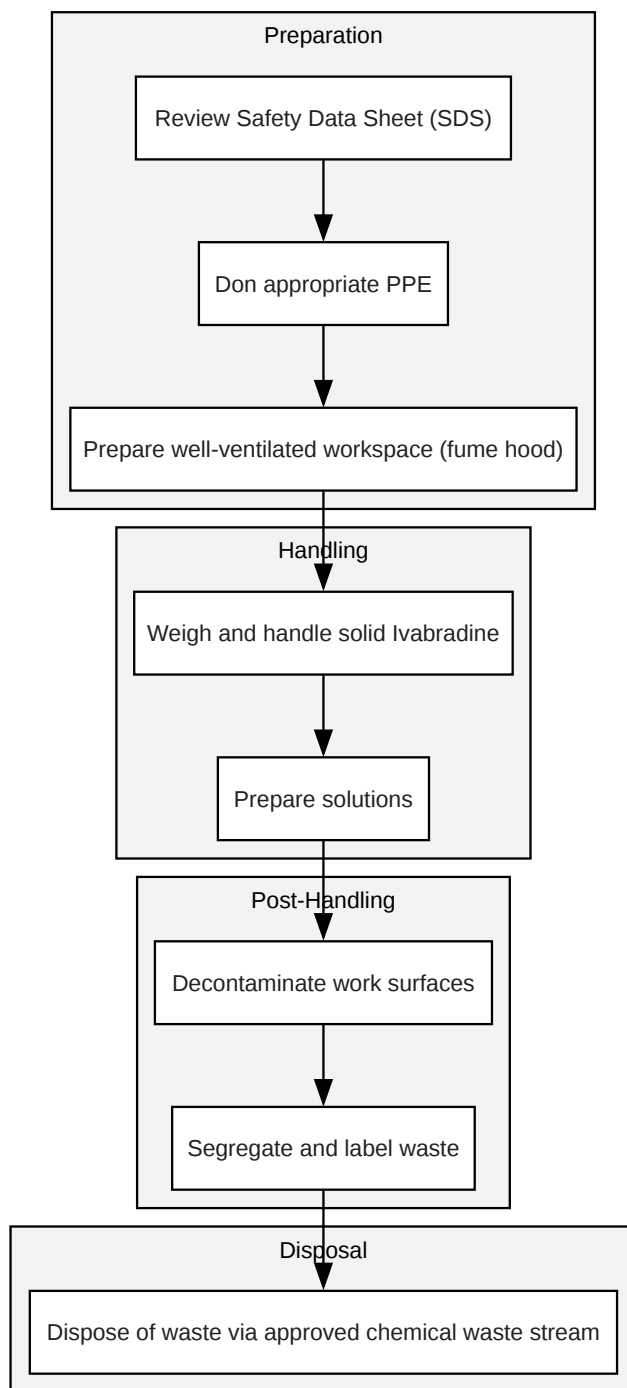 Preparation
Review Safety Data Sheet (SDS)
Don appropriate PPE
Prepare well-ventilated workspace (fume hood)
Handling
Weigh and handle solid Ivabradine
Prepare solutions
Post-Handling
Decontaminate work surfaces
Segregate and label waste
Disposal
Dispose of waste via approved chemical waste stream